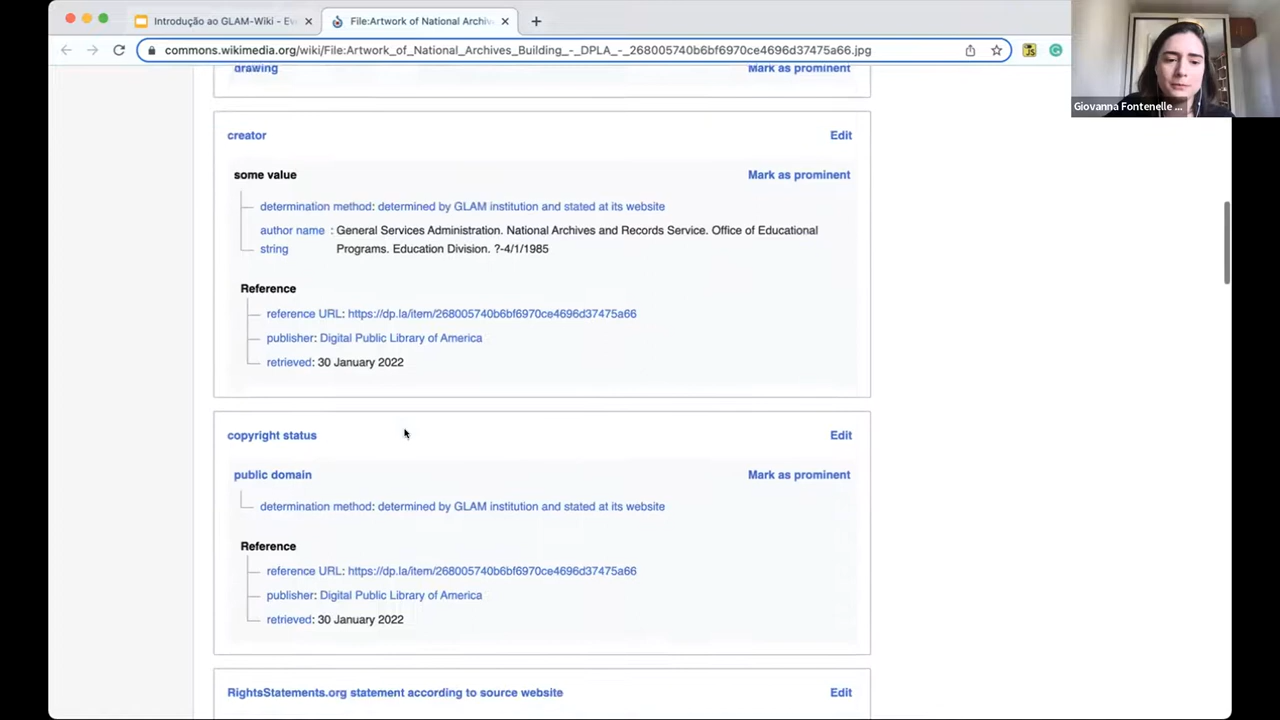 Introdução ao GLAM-Wiki - Ev
File:Artwork of National Archiv
commons.wikimedia.org/wiki/File:Artwork_of_National_Archives_Building_-_DPLA_-_268005740b6bf6970ce4696d37475a66.jpg
Giovanna Fontenelle ...
drawing
Mark as prominent
creator
Edit
some value
Mark as prominent
determination method: determined by GLAM institution and stated at its website
author name : General Services Administration. National Archives and Records Service. Office of Educational
string Programs. Education Division. ?-4/1/1985
Reference
reference URL: https://dp.la/item/268005740b6bf6970ce4696d37475a66
publisher: Digital Public Library of America
retrieved: 30 January 2022
copyright status
Edit
public domain
Mark as prominent
determination method: determined by GLAM institution and stated at its website
Reference
reference URL: https://dp.la/item/268005740b6bf6970ce4696d37475a66
publisher: Digital Public Library of America
retrieved: 30 January 2022
RightsStatements.org statement according to source website
Edit